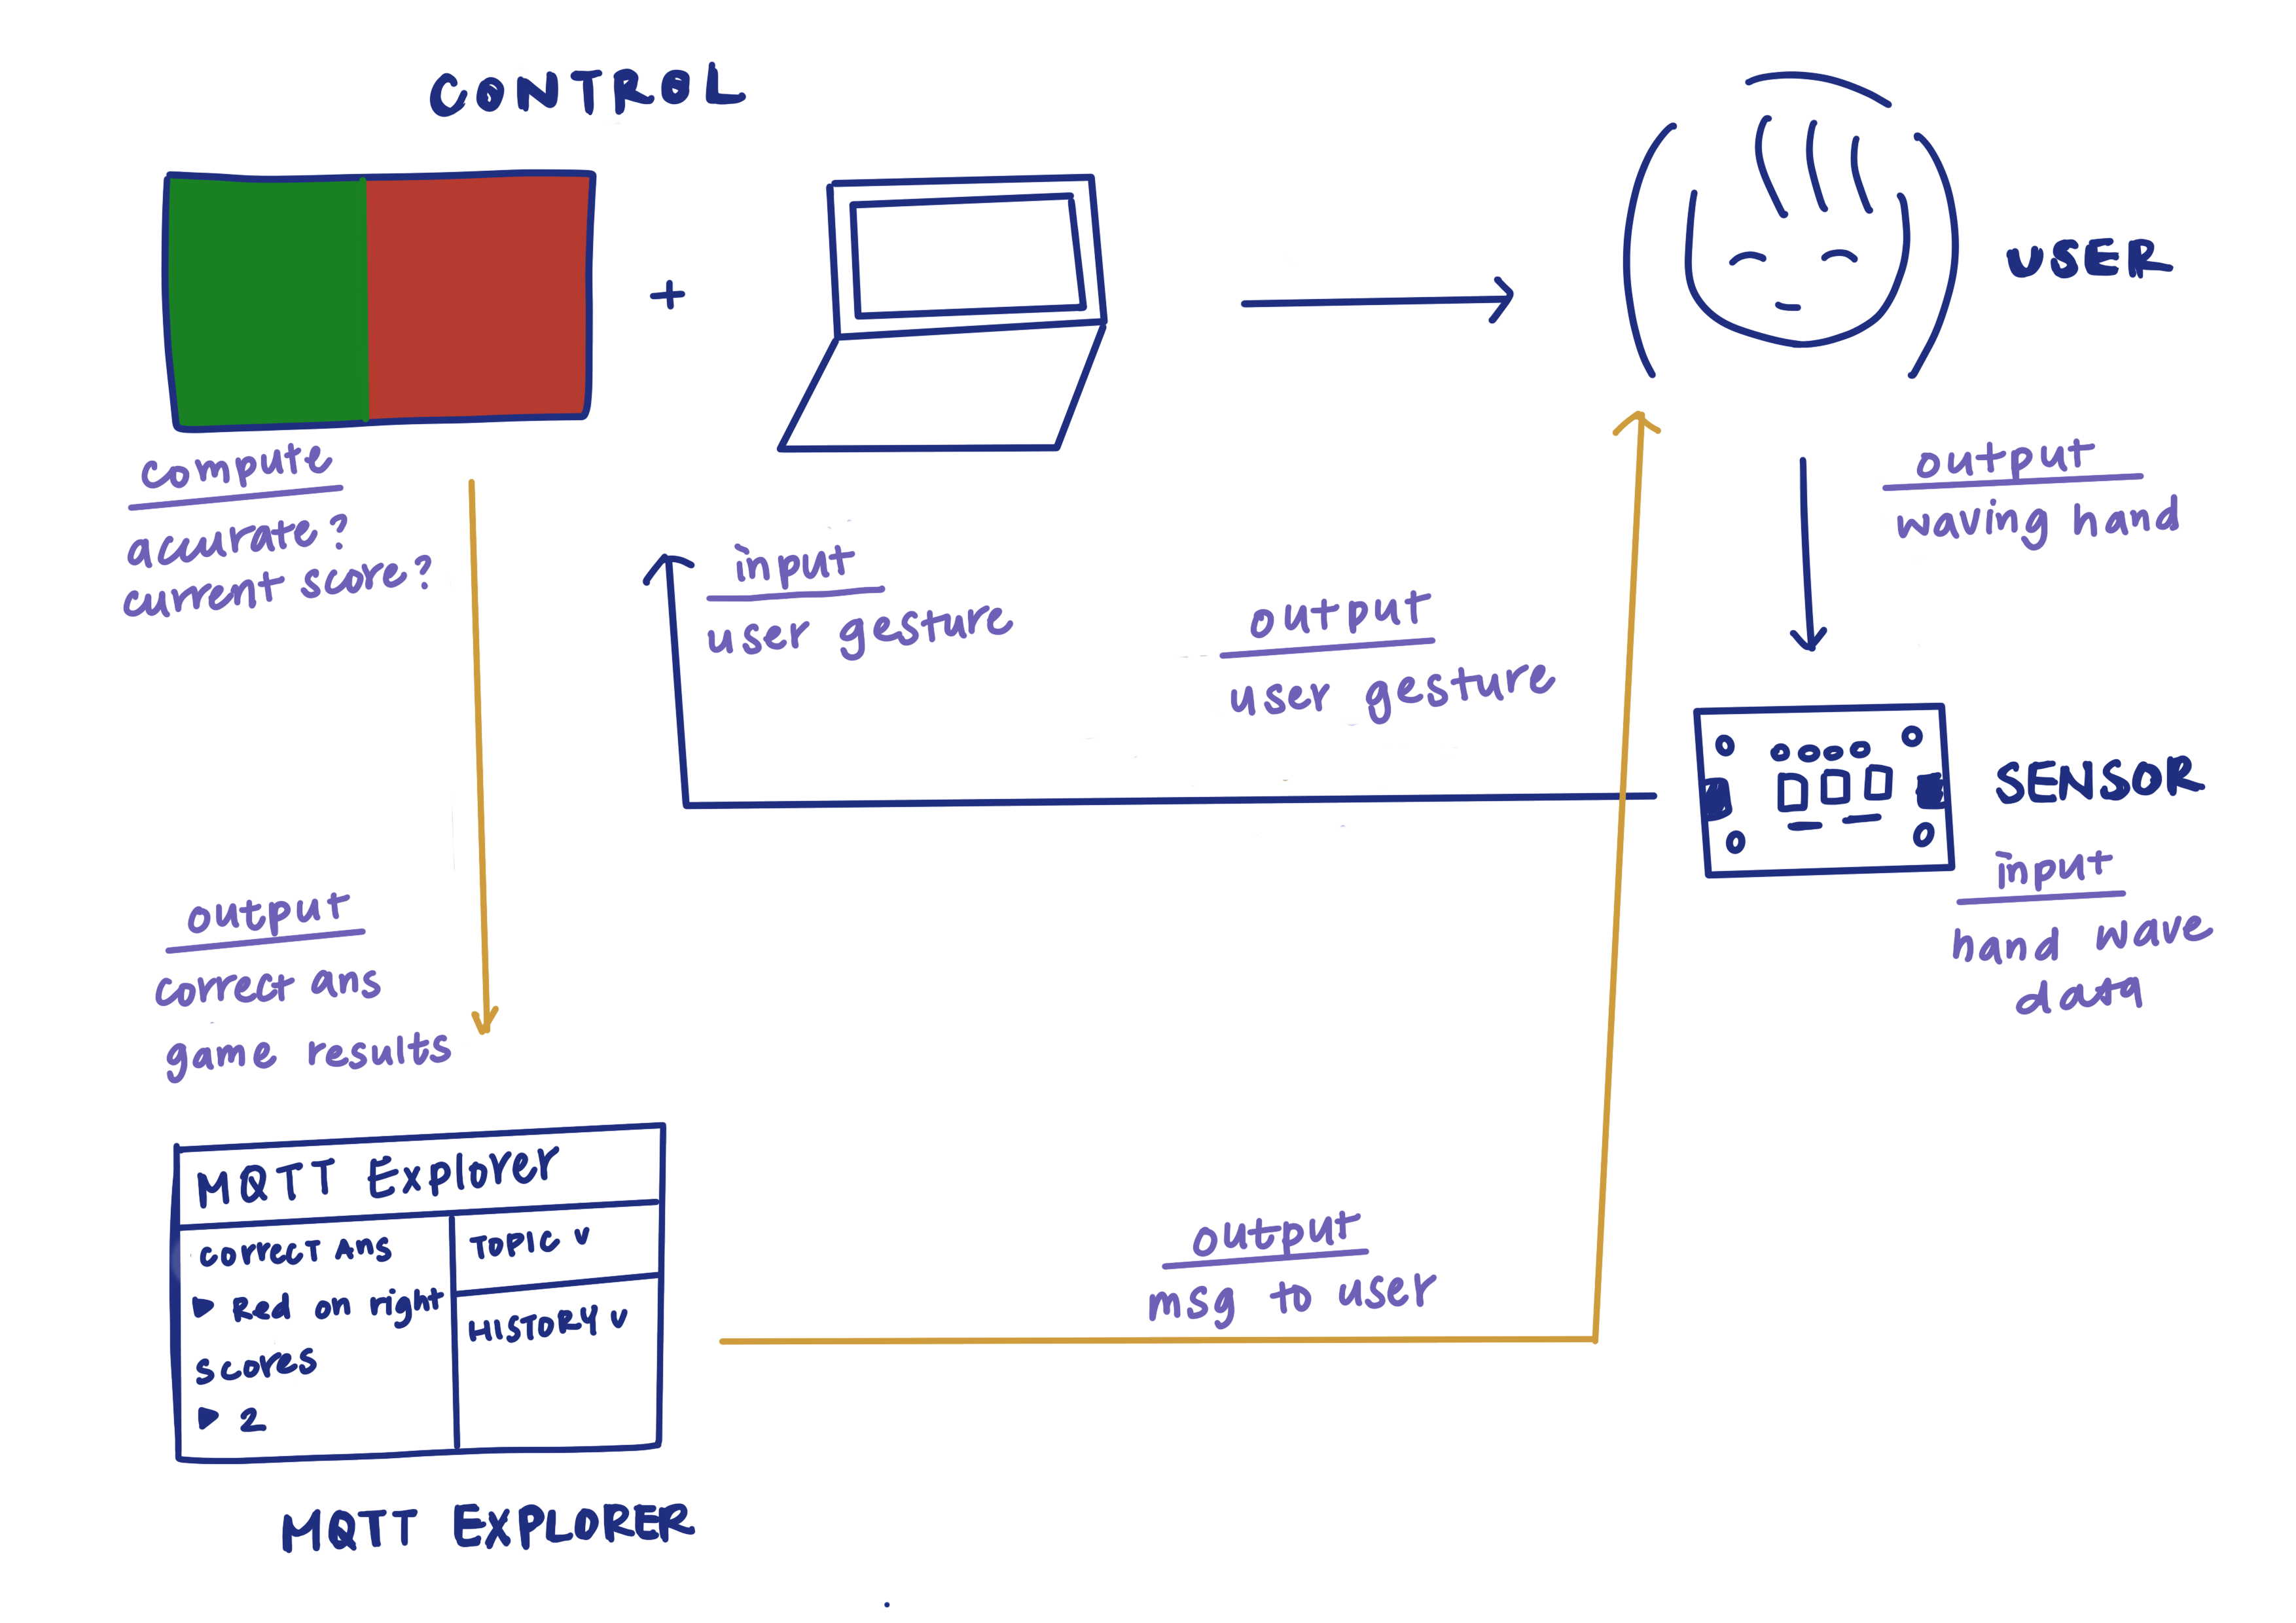 CONTROL
+
USER
compute
accurate?
current score?
input
user gesture
output
user gesture
output
waving hand
SENSOR
input
hand wave
data
output
correct ans
game results
MQTT Explorer
correct Ans
Red on right
scores
2
TOPIC v
HISTORY v
output
msg to user
MQTT EXPLORER